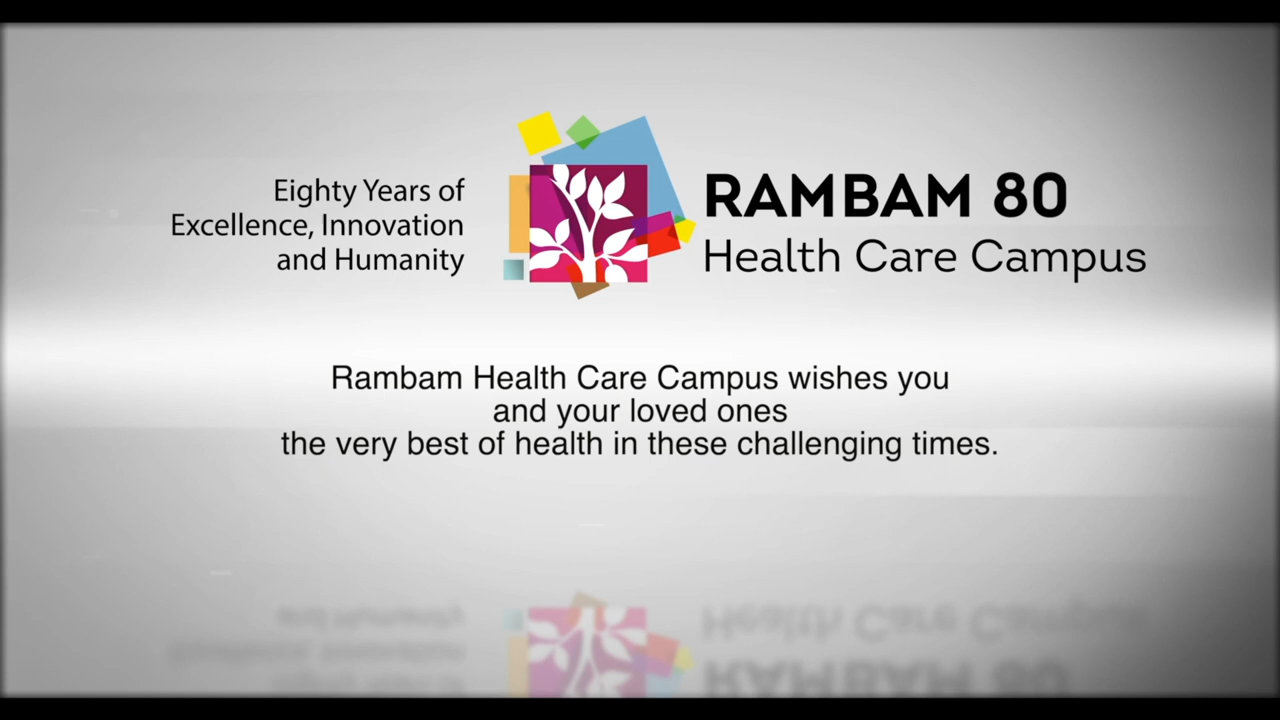 Eighty Years of
Excellence, Innovation
and Humanity
RAMBAM 80
Health Care Campus
Rambam Health Care Campus wishes you
and your loved ones
the very best of health in these challenging times.